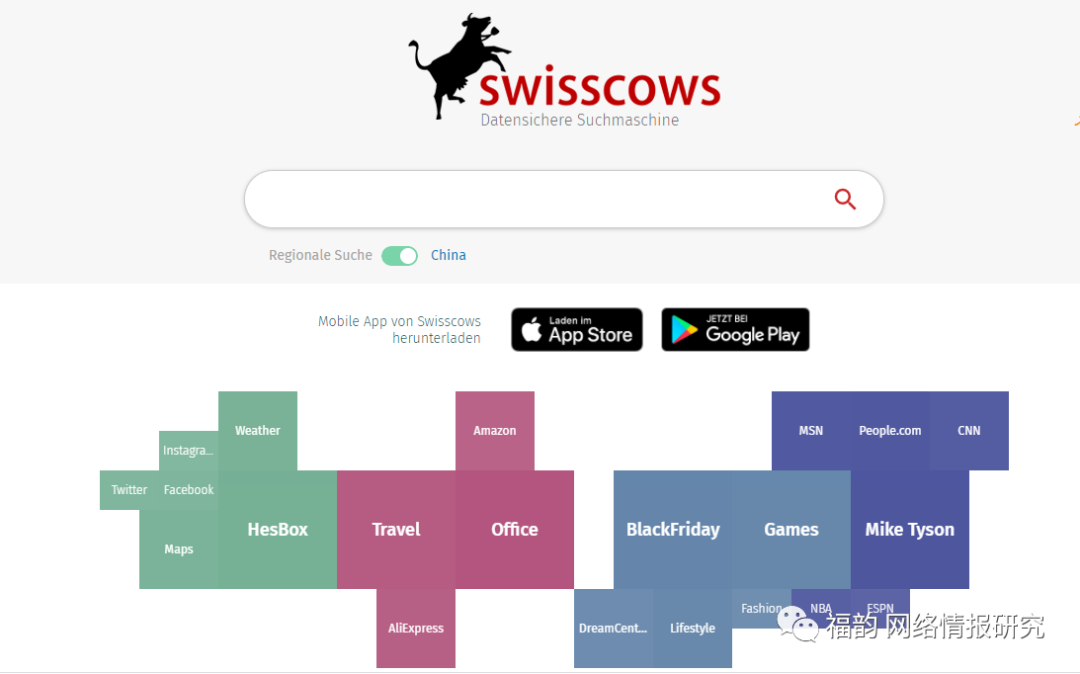 swisscows
Datensichere Suchmaschine
Regionale Suche China
Mobile App von Swisscows
herunterladen
Laden im
App Store
JETZT BEI
Google Play
Weather
Amazon
MSN
People.com
CNN
Instagra...
Twitter
Facebook
HesBox
Travel
Office
BlackFriday
Games
Mike Tyson
Maps
AliExpress
DreamCent...
Lifestyle
Fashion
NBA
ESPN
福韵 网络情报研究